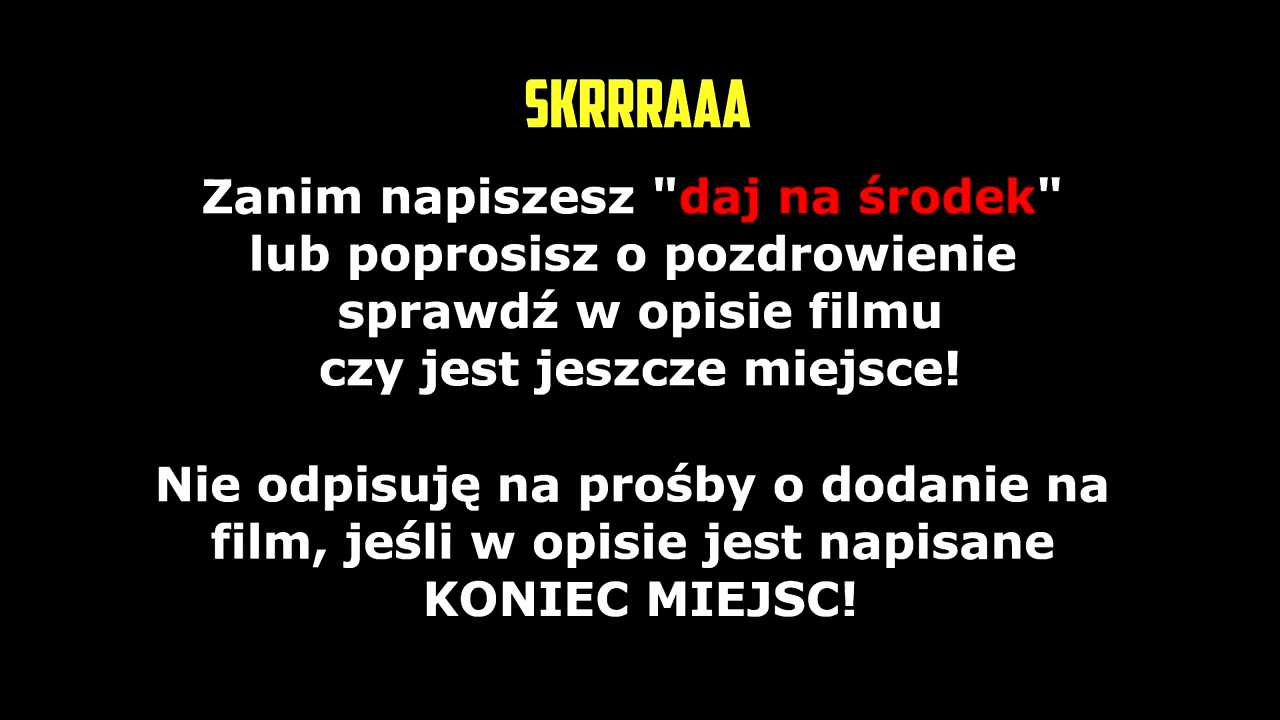 SKRRRAAA
Zanim napiszesz "daj na środek"
lub poprosisz o pozdrowienie
sprawdź w opisie filmu
czy jest jeszcze miejsce!
Nie odpisuję na prośby o dodanie na
film, jeśli w opisie jest napisane
KONIEC MIEJSC!